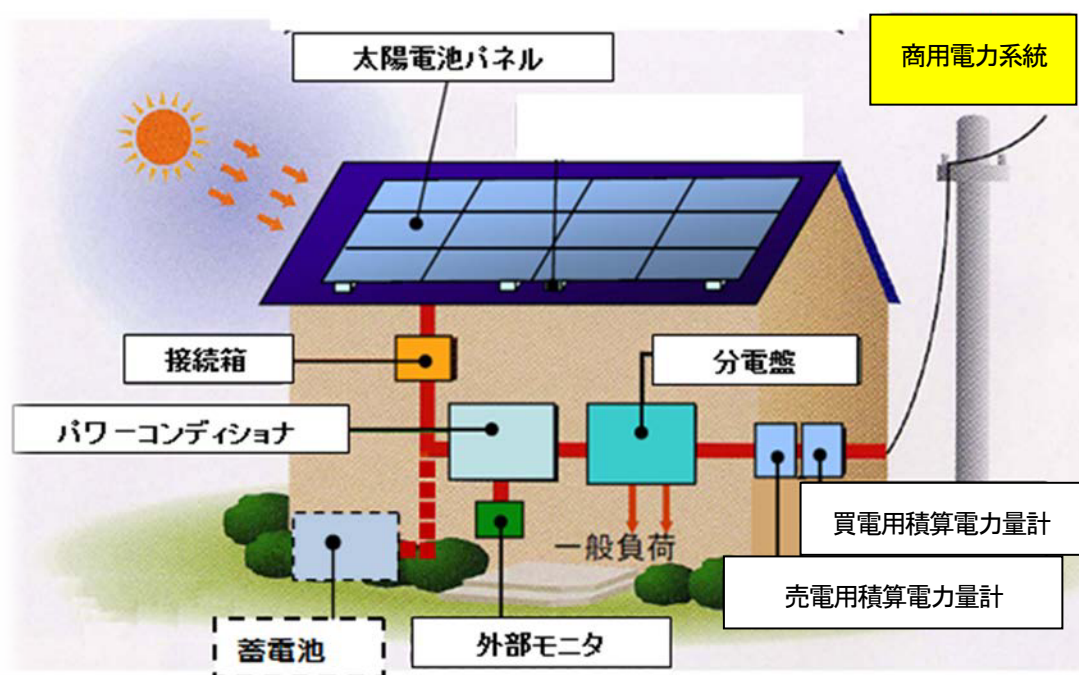 太陽電池パネル
商用電力系統
接続箱
分電盤
パワーコンディショナ
買電用積算電力量計
一般負荷
売電用積算電力量計
外部モニタ
蓄電池